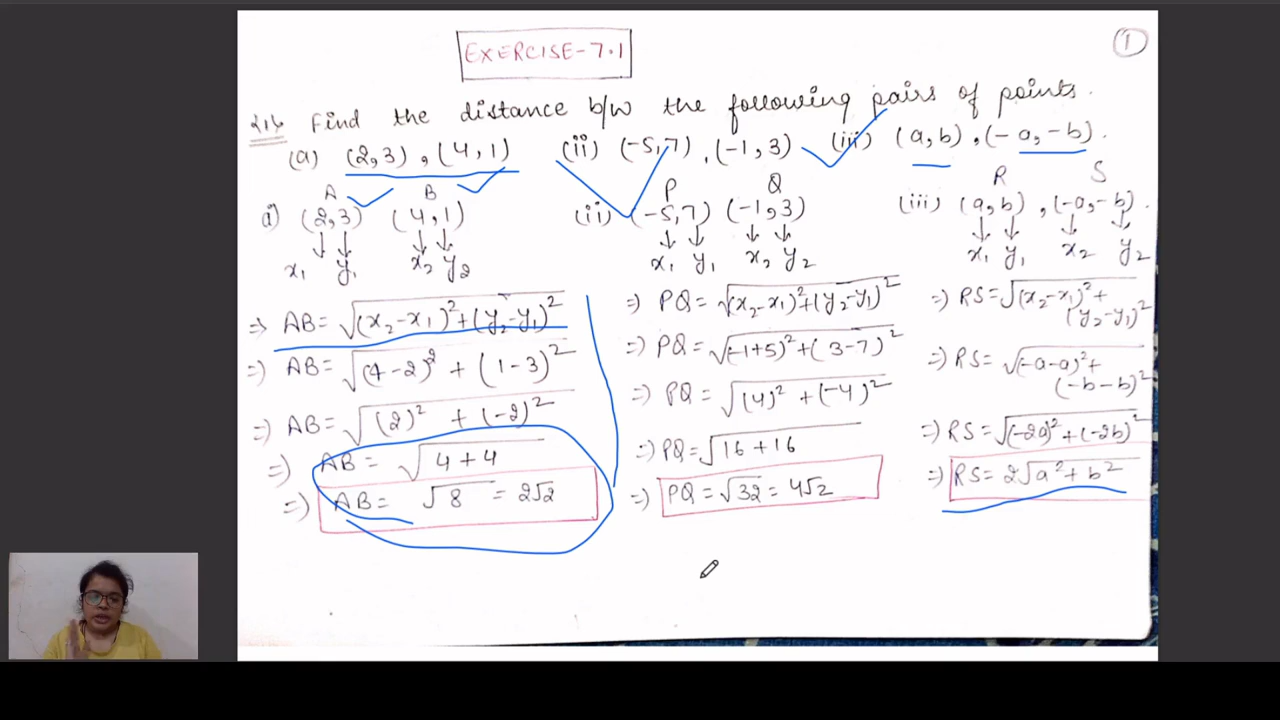 EXERCISE-7.1
1
Q1. Find the distance b/w the following pairs of points.
(a) (2,3), (4,1) (ii) (-5,7), (-1,3) (iii) (a,b), (-a,-b).
A B
i) (2,3) (4,1)
x₁ y₁ x₂ y₂
=> AB = √(x₂-x₁)²+(y₂-y₁)²
=) AB = √(4-2)² + (1-3)²
=) AB = √(2)² + (-2)²
=) AB = √4+4
=) AB = √8 = 2√2
P Q
(ii) (-5,7) (-1,3)
x₁ y₁ x₂ y₂
=) PQ = √(x₂-x₁)²+(y₂-y₁)²
=) PQ = √(-1+5)²+(3-7)²
=) PQ = √(4)²+(-4)²
=) PQ = √16+16
=) PQ = √32 = 4√2
R S
(iii) (a,b), (-a,-b).
x₁ y₁ x₂ y₂
=) RS = √(x₂-x₁)²+
(y₂-y₁)²
=) RS = √(-a-a)²+
(-b-b)²
=) RS = √(-2a)²+(-2b)²
=) RS = 2√a²+b²